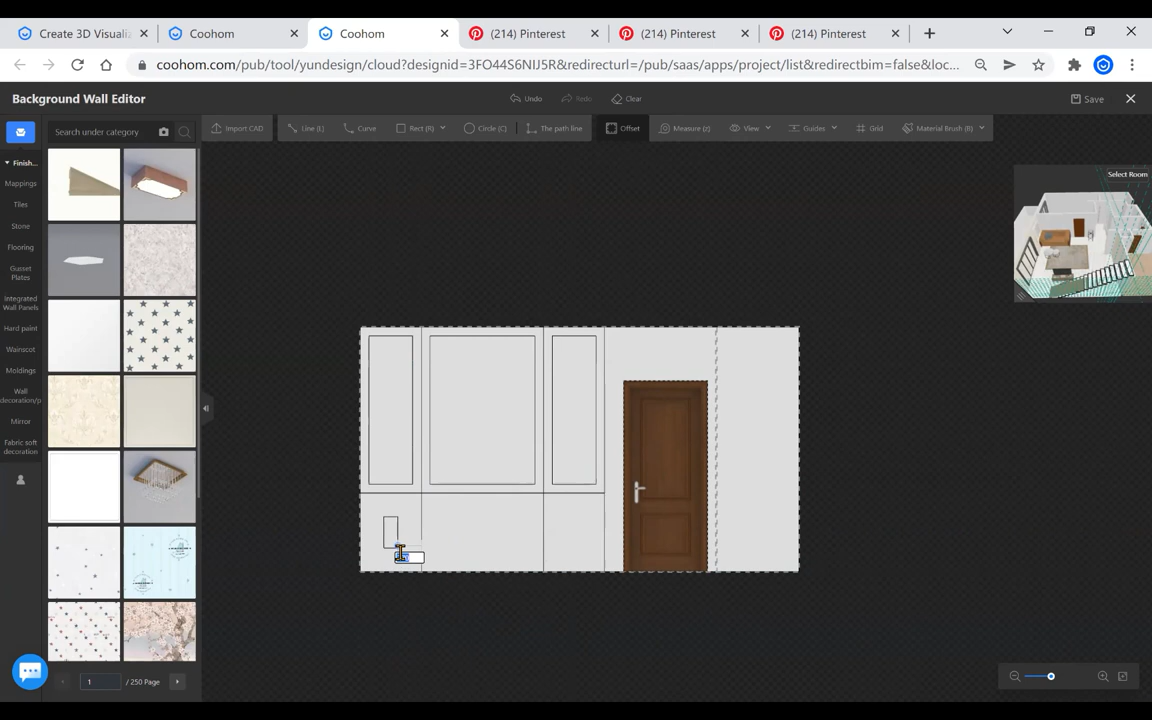 Create 3D Visualiz
Coohom
Coohom
(214) Pinterest
(214) Pinterest
(214) Pinterest
coohom.com/pub/tool/yundesign/cloud?designid=3FO44S6NIJ5R&redirecturl=/pub/saas/apps/project/list&redirectbim=false&loc...
Background Wall Editor
Undo
Redo
Clear
Save
Search under category
Import CAD
Line (L)
Curve
Rect (R)
Circle (C)
The path line
Offset
Measure (z)
View
Guides
Grid
Material Brush (R)
Finish...
Mappings
Tiles
Stone
Flooring
Gusset
Plates
Integrated
Wall Panels
Hard paint
Wainscot
Moldings
Wall
decoration/p
Mirror
Fabric soft
decoration
Select Room
1
/ 250 Page